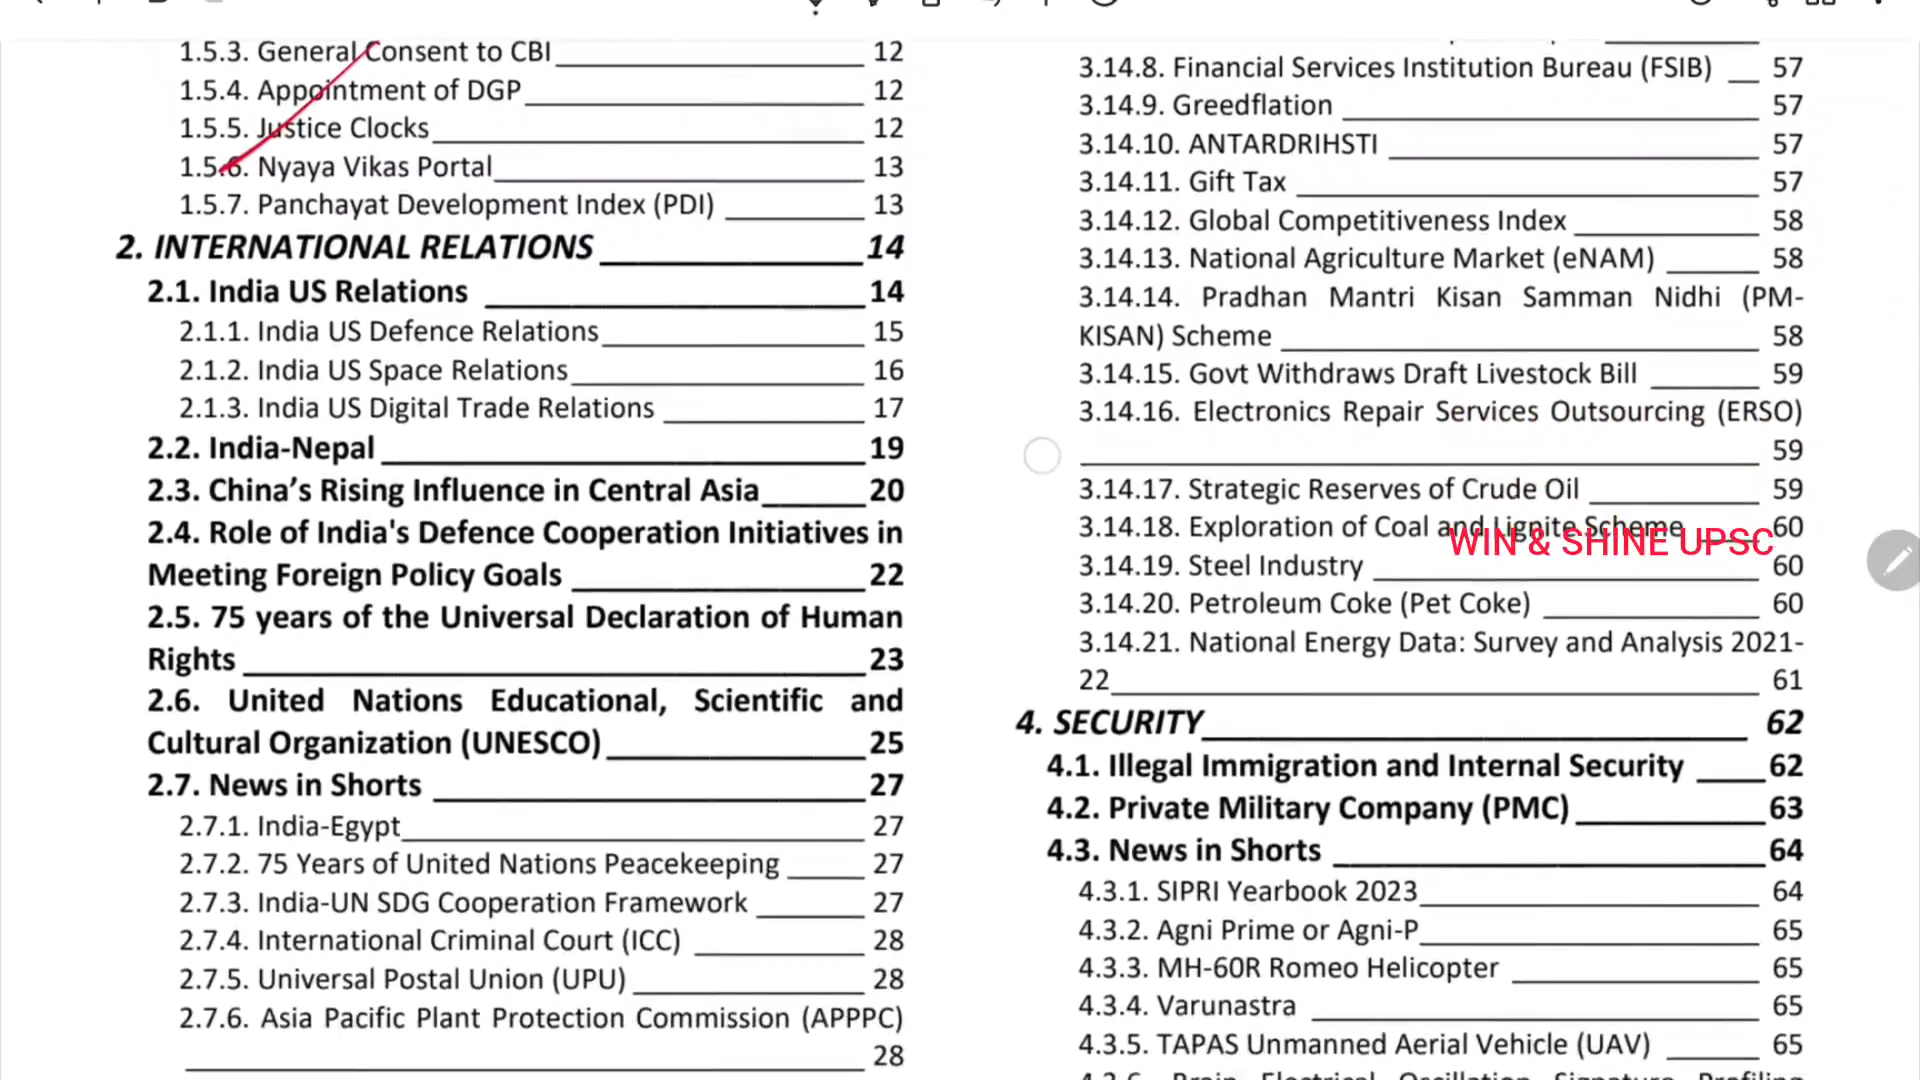 1.5.3. General Consent to CBI 12
1.5.4. Appointment of DGP 12
1.5.5. Justice Clocks 12
1.5.6. Nyaya Vikas Portal 13
1.5.7. Panchayat Development Index (PDI) 13
2. INTERNATIONAL RELATIONS 14
2.1. India US Relations 14
2.1.1. India US Defence Relations 15
2.1.2. India US Space Relations 16
2.1.3. India US Digital Trade Relations 17
2.2. India-Nepal 19
2.3. China’s Rising Influence in Central Asia 20
2.4. Role of India's Defence Cooperation Initiatives in
Meeting Foreign Policy Goals 22
2.5. 75 years of the Universal Declaration of Human
Rights 23
2.6. United Nations Educational, Scientific and
Cultural Organization (UNESCO) 25
2.7. News in Shorts 27
2.7.1. India-Egypt 27
2.7.2. 75 Years of United Nations Peacekeeping 27
2.7.3. India-UN SDG Cooperation Framework 27
2.7.4. International Criminal Court (ICC) 28
2.7.5. Universal Postal Union (UPU) 28
2.7.6. Asia Pacific Plant Protection Commission (APPPC)
28
3.14.8. Financial Services Institution Bureau (FSIB) 57
3.14.9. Greedflation 57
3.14.10. ANTARDRIHSTI 57
3.14.11. Gift Tax 57
3.14.12. Global Competitiveness Index 58
3.14.13. National Agriculture Market (eNAM) 58
3.14.14. Pradhan Mantri Kisan Samman Nidhi (PM-
KISAN) Scheme 58
3.14.15. Govt Withdraws Draft Livestock Bill 59
3.14.16. Electronics Repair Services Outsourcing (ERSO)
59
3.14.17. Strategic Reserves of Crude Oil 59
3.14.18. Exploration of Coal and Lignite Scheme 60
WIN & SHINE UPSC
3.14.19. Steel Industry 60
3.14.20. Petroleum Coke (Pet Coke) 60
3.14.21. National Energy Data: Survey and Analysis 2021-
22 61
4. SECURITY 62
4.1. Illegal Immigration and Internal Security 62
4.2. Private Military Company (PMC) 63
4.3. News in Shorts 64
4.3.1. SIPRI Yearbook 2023 64
4.3.2. Agni Prime or Agni-P 65
4.3.3. MH-60R Romeo Helicopter 65
4.3.4. Varunastra 65
4.3.5. TAPAS Unmanned Aerial Vehicle (UAV) 65